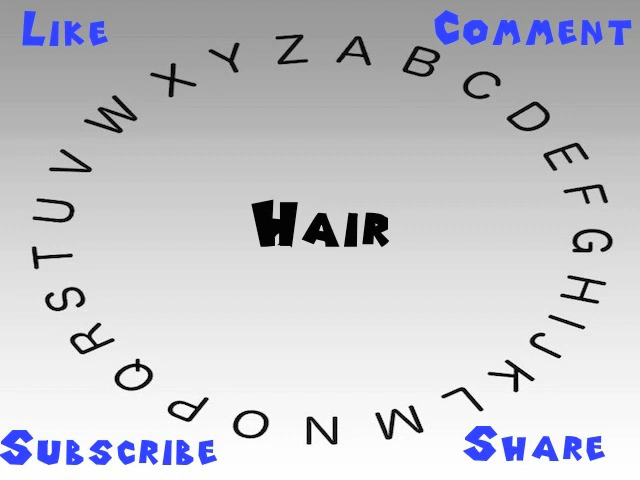 Like
Comment
A B C D E F G H I J K L M N O P Q R S T U V W X Y Z
Hair
Subscribe
Share